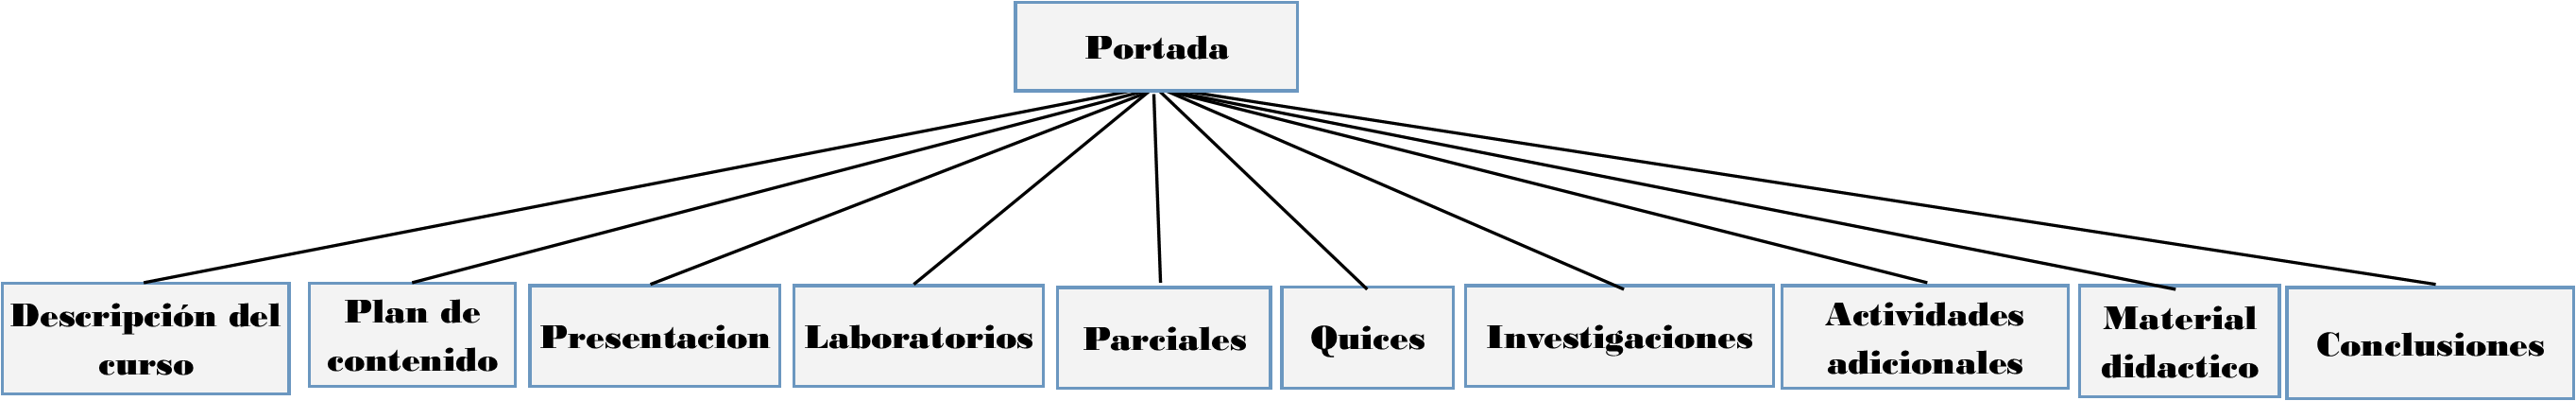 Portada
Descripción del
curso
Plan de
contenido
Presentacion
Laboratorios
Parciales
Quices
Investigaciones
Actividades
adicionales
Material
didactico
Conclusiones